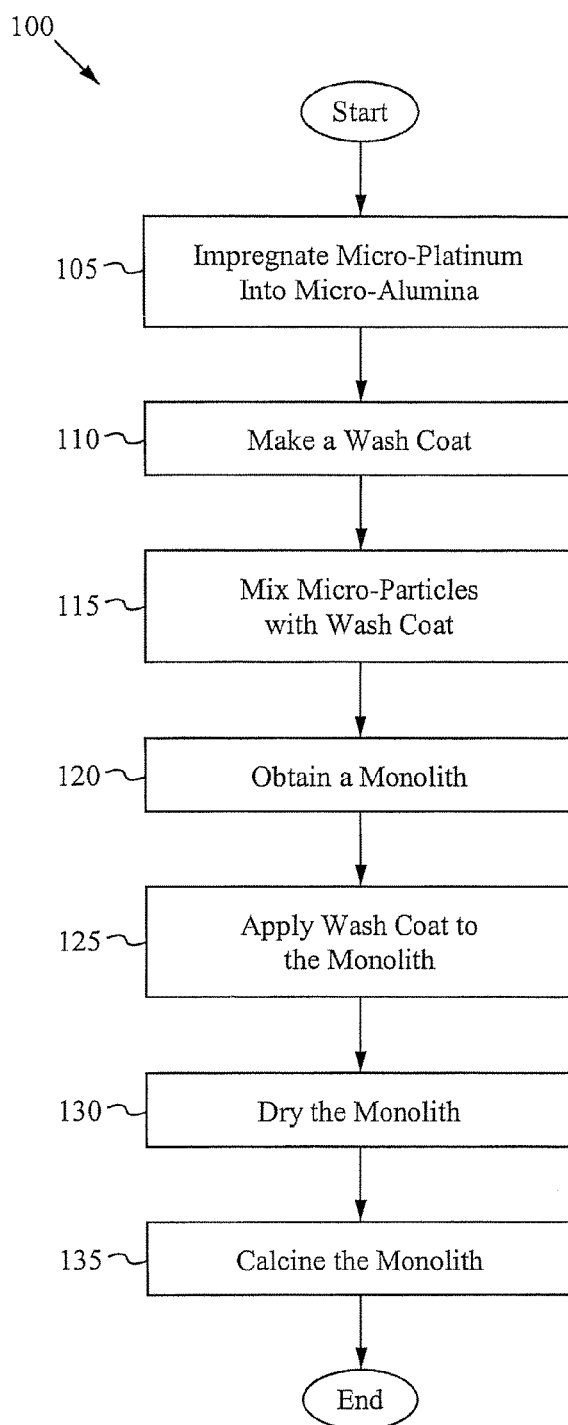 100
Start
105
Impregnate Micro-Platinum
Into Micro-Alumina
110
Make a Wash Coat
115
Mix Micro-Particles
with Wash Coat
120
Obtain a Monolith
125
Apply Wash Coat to
the Monolith
130
Dry the Monolith
135
Calcine the Monolith
End